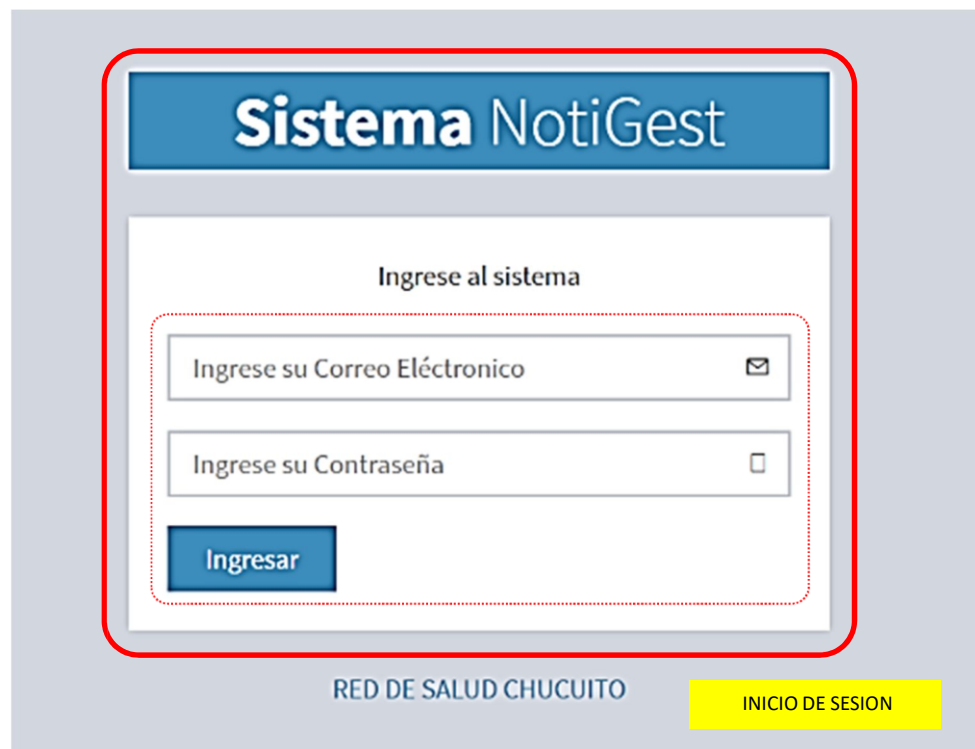 Sistema NotiGest
Ingrese al sistema
Ingrese su Correo Eléctronico
Ingrese su Contraseña
Ingresar
RED DE SALUD CHUCUITO
INICIO DE SESION